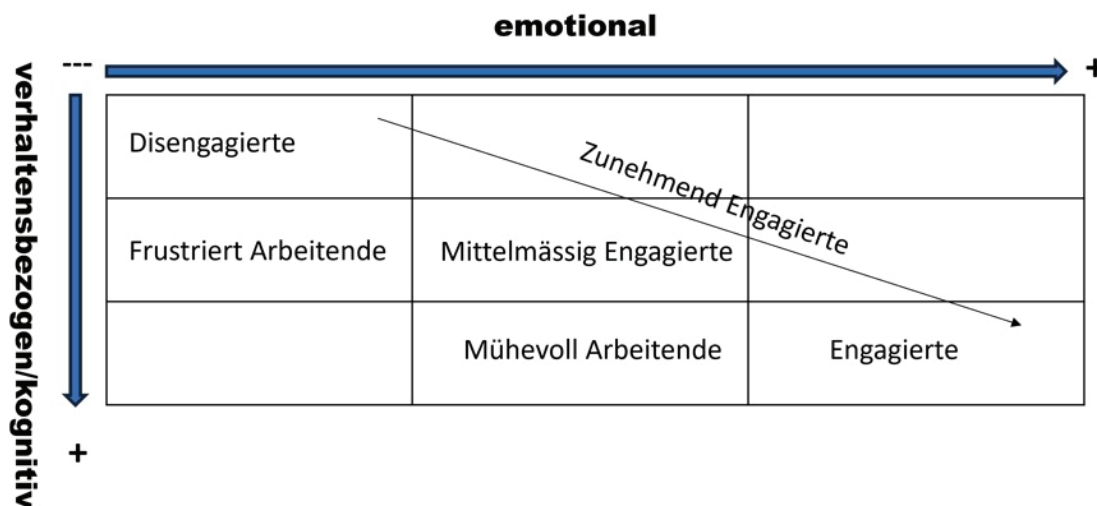 emotional
---
+
verhaltensbezogen/kognitiv
Disengagierte
Zunehmend Engagierte
Frustriert Arbeitende
Mittelmässig Engagierte
Mühevoll Arbeitende
Engagierte
+